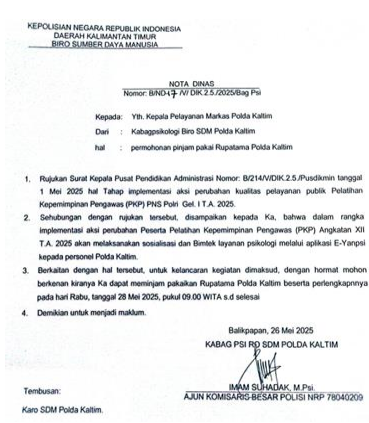 KEPOLISIAN NEGARA REPUBLIK INDONESIA
DAERAH KALIMANTAN TIMUR
BIRO SUMBER DAYA MANUSIA
NOTA DINAS
Nomor: B/ND-17/V/DIK.2.5./2025/Bag Psi
Kepada: Yth. Kepala Pelayanan Markas Polda Kaltim
Dari : Kabagpsikologi Biro SDM Polda Kaltim
hal : permohonan pinjam pakai Rupatama Polda Kaltim
1. Rujukan Surat Kepala Pusat Pendidikan Administrasi Nomor: B/214/V/DIK.2.5./Pusdikmin tanggal
1 Mei 2025 hal Tahap implementasi aksi perubahan kualitas pelayanan publik Pelatihan
Kepemimpinan Pengawas (PKP) PNS Polri Gel. I T.A. 2025.
2. Sehubungan dengan rujukan tersebut, disampaikan kepada Ka, bahwa dalam rangka
implementasi aksi perubahan Peserta Pelatihan Kepemimpinan Pengawas (PKP) Angkatan XII
T.A. 2025 akan melaksanakan sosialisasi dan Bimtek layanan psikologi melalui aplikasi E-Yanpsi
kepada personel Polda Kaltim.
3. Berkaitan dengan hal tersebut, untuk kelancaran kegiatan dimaksud, dengan hormat mohon
berkenan kiranya Ka dapat meminjam pakaikan Rupatama Polda Kaltim beserta perlengkapnnya
pada hari Rabu, tanggal 28 Mei 2025, pukul 09.00 WITA s.d selesai
4. Demikian untuk menjadi maklum.
Balikpapan, 26 Mei 2025
KABAG PSI RO SDM POLDA KALTIM
IMAM SUHADAK, M.Psi.
AJUN KOMISARIS BESAR POLISI NRP 78040209
Tembusan:
Karo SDM Polda Kaltim.